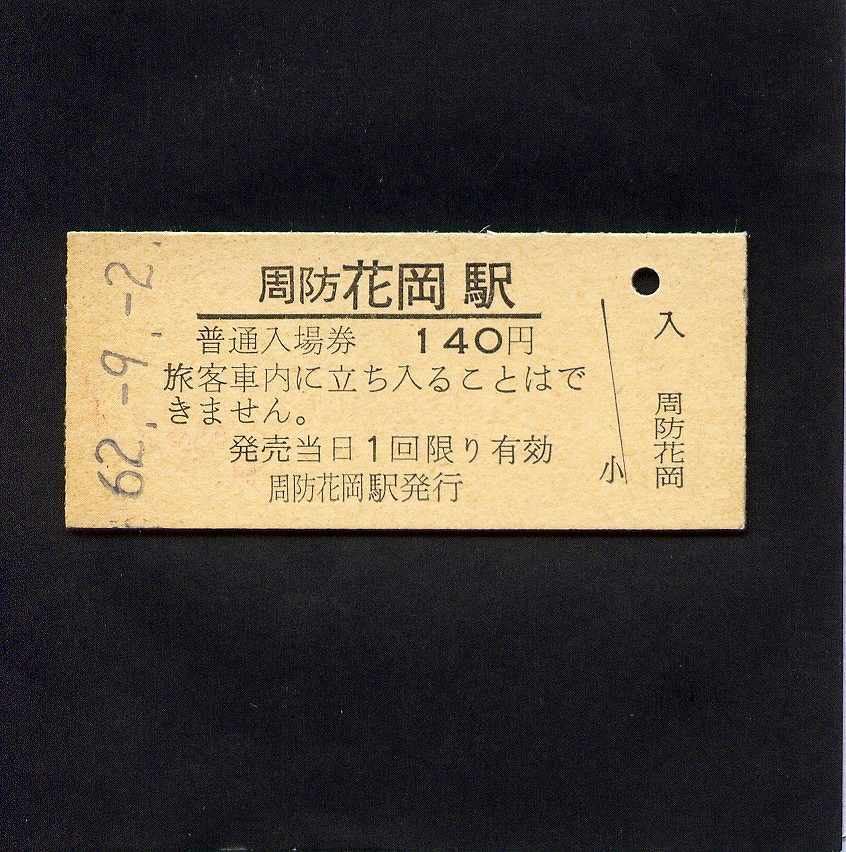 62.-9.-2.
周防花岡駅
普通入場券 140円
旅客車内に立ち入ることはで
きません。
発売当日1回限り有効
周防花岡駅発行
小
入
周防花岡